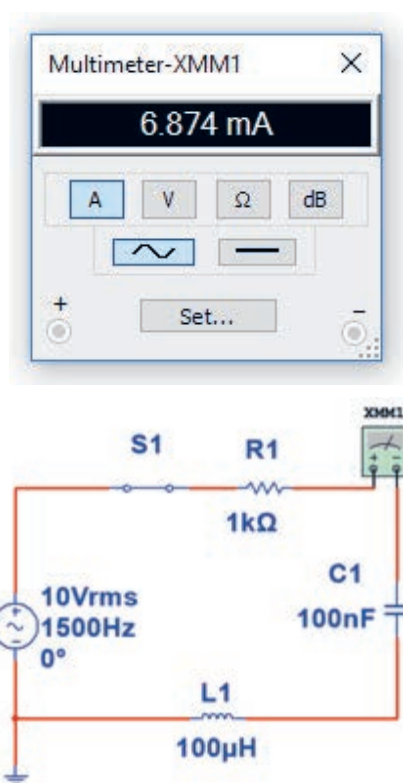 Multimeter-XMM1 X
6.874 mA
A V Ω dB
+ Set... –
XMM1
S1 R1
+ –
1kΩ
C1
100nF
10Vrms
1500Hz
0°
+
L1
100µH